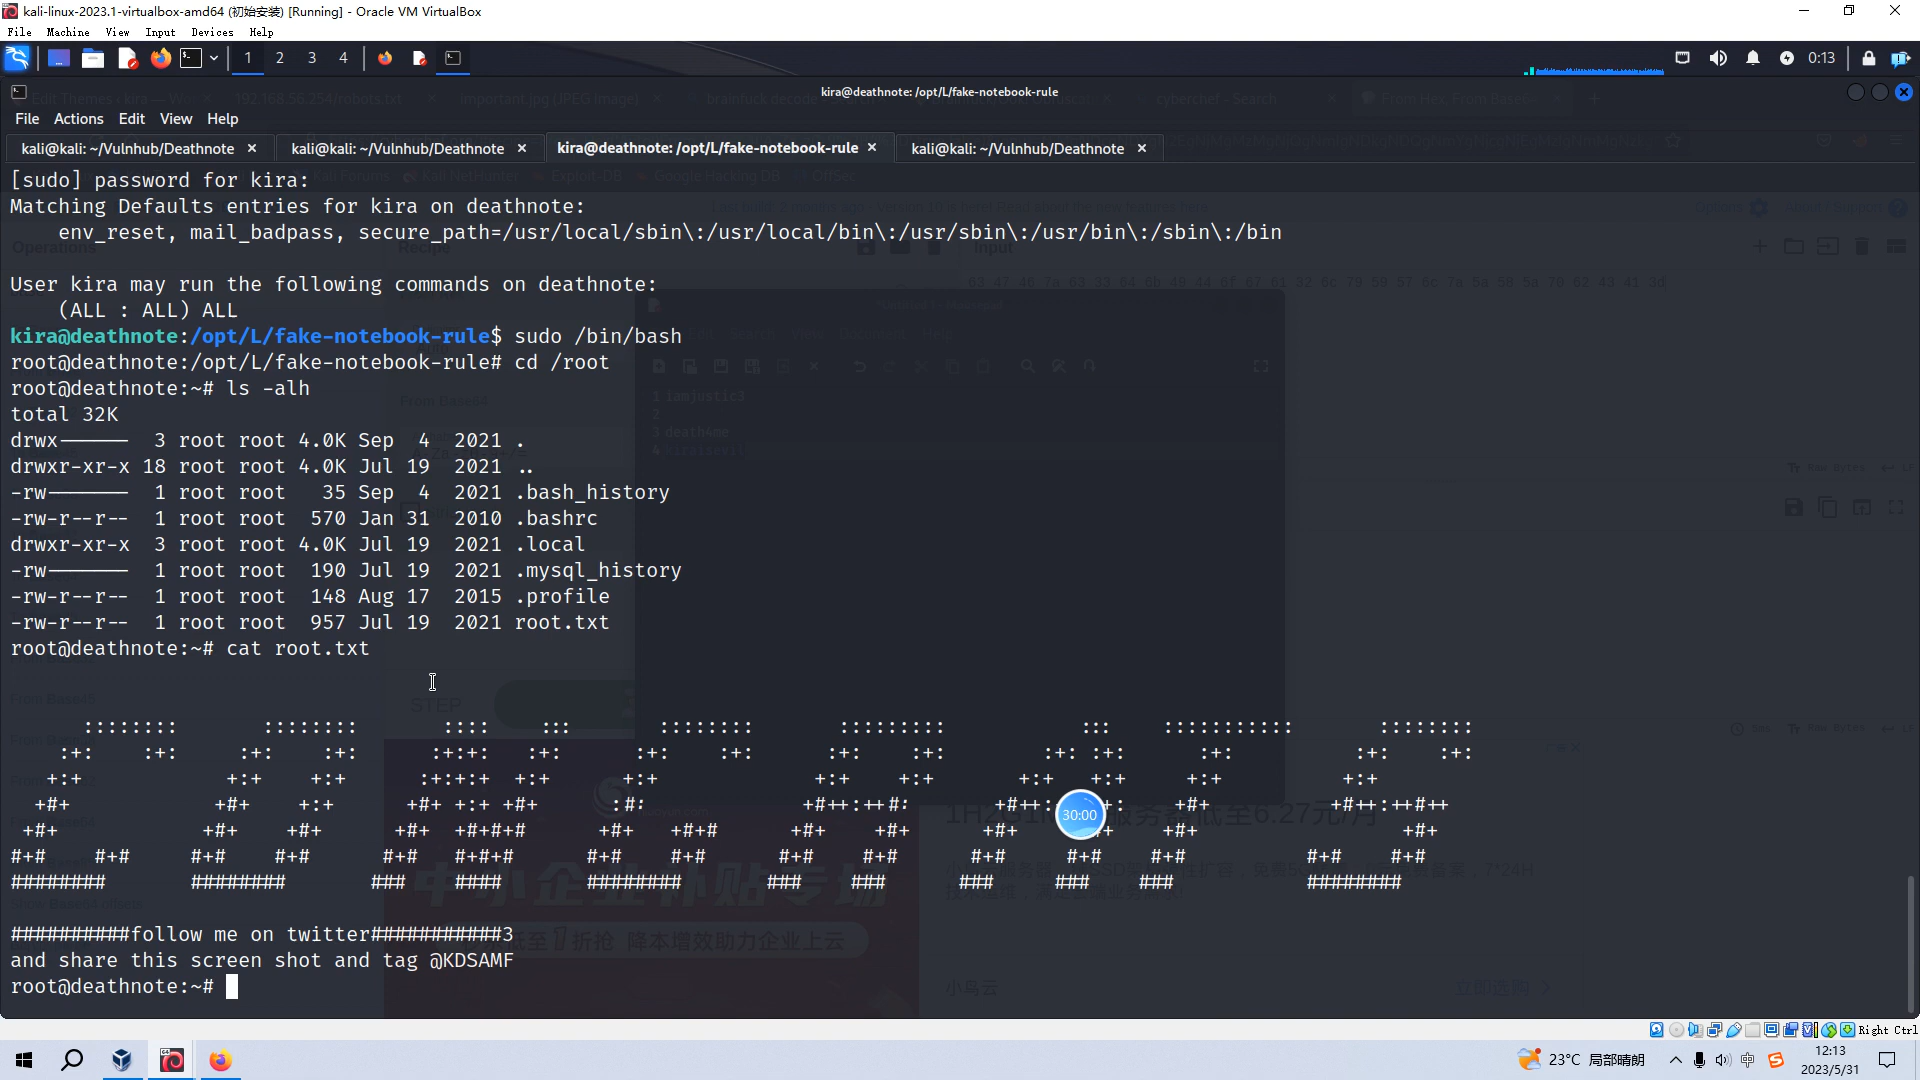 kali-linux-2023.1-virtualbox-amd64 (初始安装) [Running] - Oracle VM VirtualBox
File Machine View Input Devices Help
1 2 3 4
0:13
kira@deathnote: /opt/L/fake-notebook-rule
File Actions Edit View Help
kali@kali: ~/Vulnhub/Deathnote × kali@kali: ~/Vulnhub/Deathnote × kira@deathnote: /opt/L/fake-notebook-rule × kali@kali: ~/Vulnhub/Deathnote ×
[sudo] password for kira:
Matching Defaults entries for kira on deathnote:
env_reset, mail_badpass, secure_path=/usr/local/sbin\:/usr/local/bin\:/usr/sbin\:/usr/bin\:/sbin\:/bin
User kira may run the following commands on deathnote:
(ALL : ALL) ALL
kira@deathnote:/opt/L/fake-notebook-rule$ sudo /bin/bash
root@deathnote:/opt/L/fake-notebook-rule# cd /root
root@deathnote:~# ls -alh
total 32K
drwx------ 3 root root 4.0K Sep 4 2021 .
drwxr-xr-x 18 root root 4.0K Jul 19 2021 ..
-rw------- 1 root root 35 Sep 4 2021 .bash_history
-rw-r--r-- 1 root root 570 Jan 31 2010 .bashrc
drwxr-xr-x 3 root root 4.0K Jul 19 2021 .local
-rw------- 1 root root 190 Jul 19 2021 .mysql_history
-rw-r--r-- 1 root root 148 Aug 17 2015 .profile
-rw-r--r-- 1 root root 957 Jul 19 2021 root.txt
root@deathnote:~# cat root.txt
30:00
##########follow me on twitter###########3
and share this screen shot and tag @KDSAMF
root@deathnote:~#
Right Ctrl
23°C 局部晴朗
中
12:13
2023/5/31